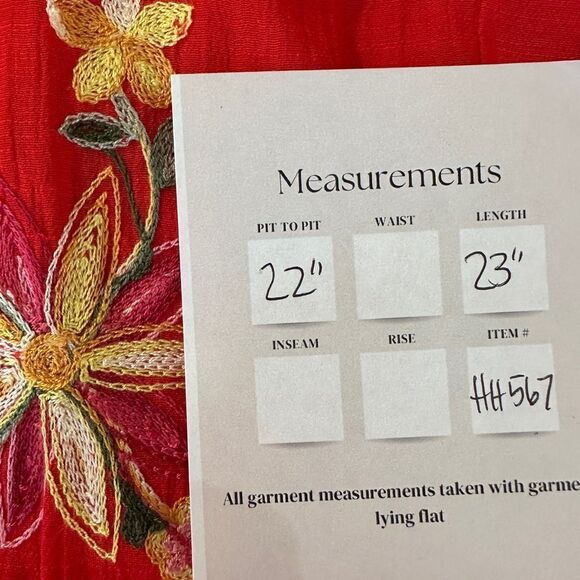 Measurements
PIT TO PIT WAIST LENGTH
22" 23"
INSEAM RISE ITEM #
HH567
All garment measurements taken with garme
lying flat